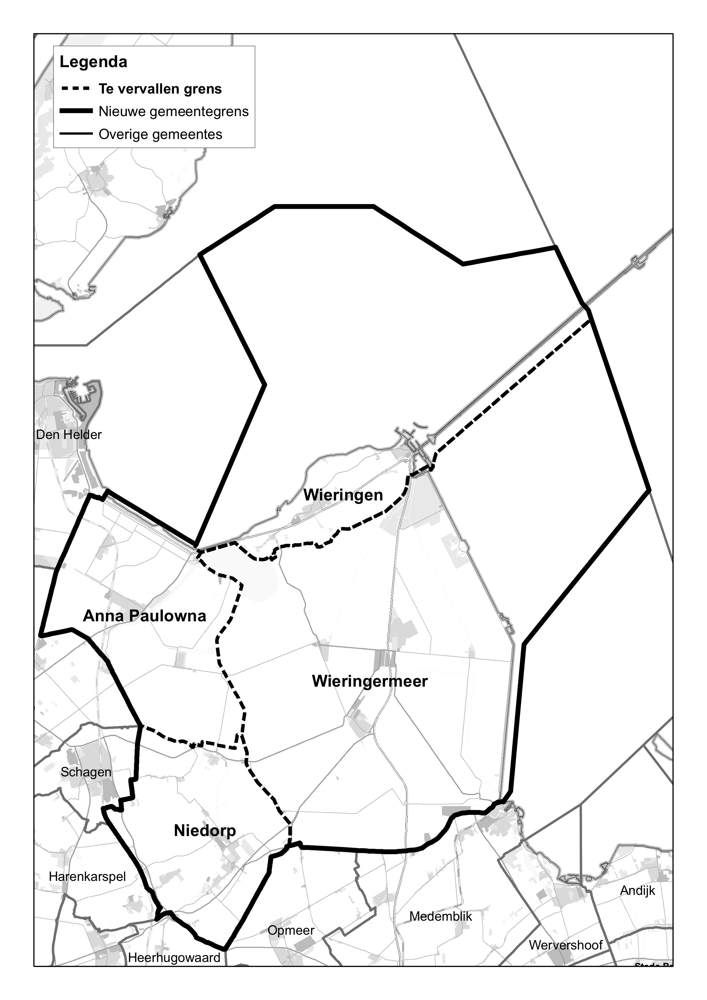 Legenda
Te vervallen grens
Nieuwe gemeentegrens
Overige gemeentes
Den Helder
Wieringen
Anna Paulowna
Wieringermeer
Schagen
Niedorp
Harenkarspel
Andijk
Medemblik
Opmeer
Wervershoof
Heerhugowaard